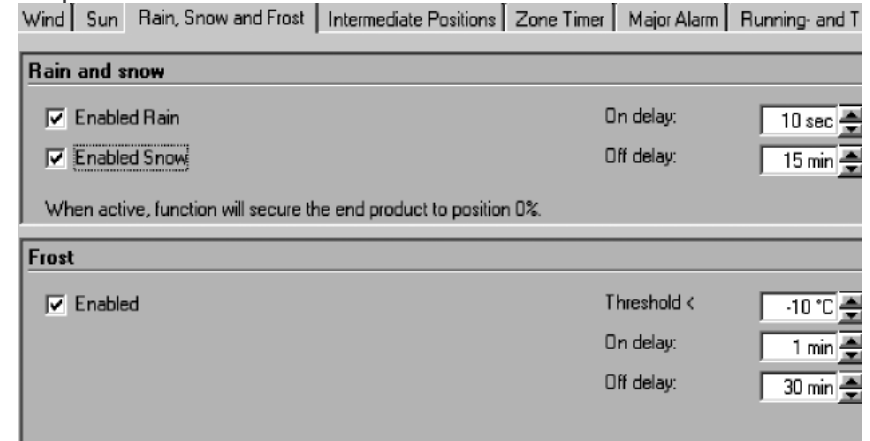 Wind Sun Rain, Snow and Frost Intermediate Positions Zone Timer Major Alarm Running- and T
Rain and snow
Enabled Rain On delay: 10 sec
Enabled Snow Off delay: 15 min
When active, function will secure the end product to position 0%.
Frost
Enabled Threshold < -10 °C
On delay: 1 min
Off delay: 30 min